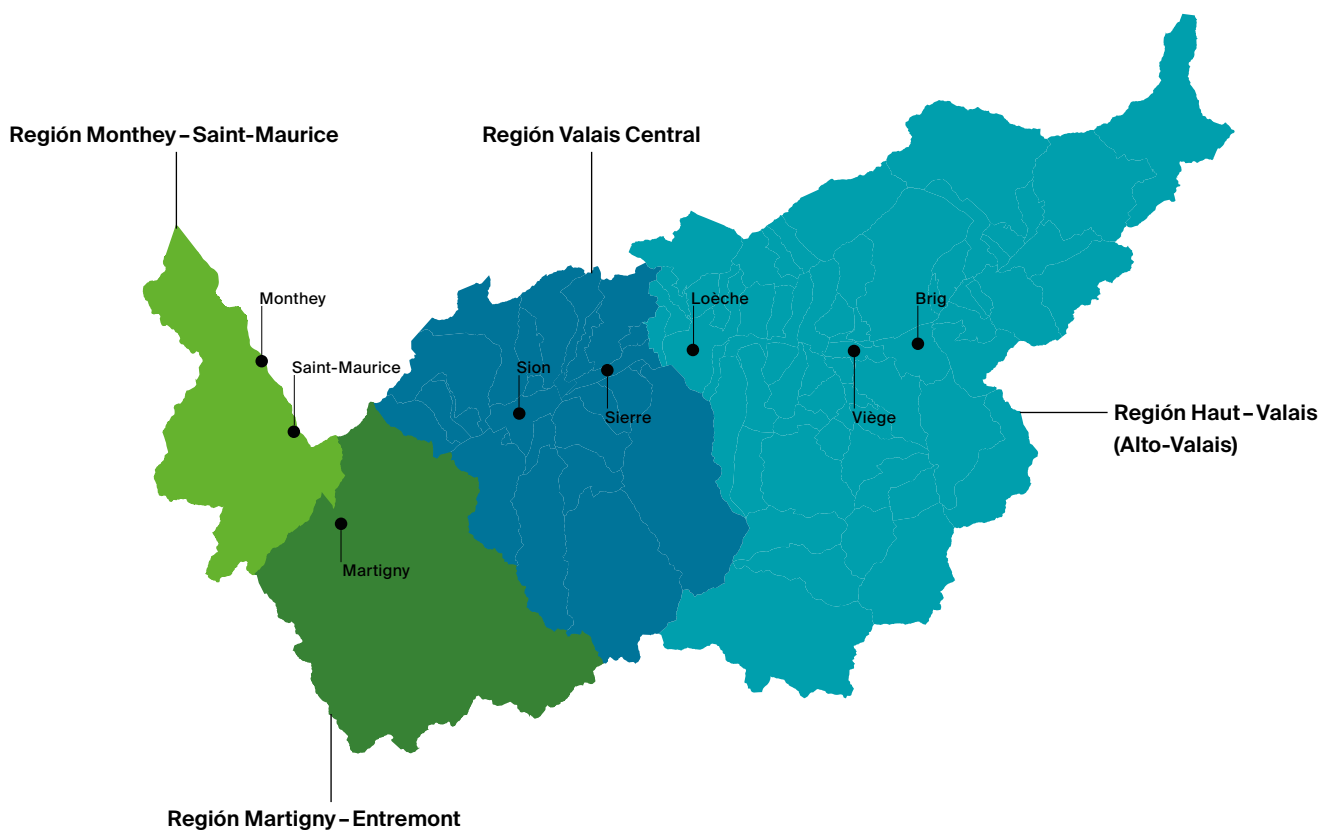 Región Monthey – Saint-Maurice
Región Valais Central
Monthey
Loèche
Brig
Saint-Maurice
Sion
Sierre
Viège
Región Haut – Valais
(Alto-Valais)
Martigny
Región Martigny – Entremont